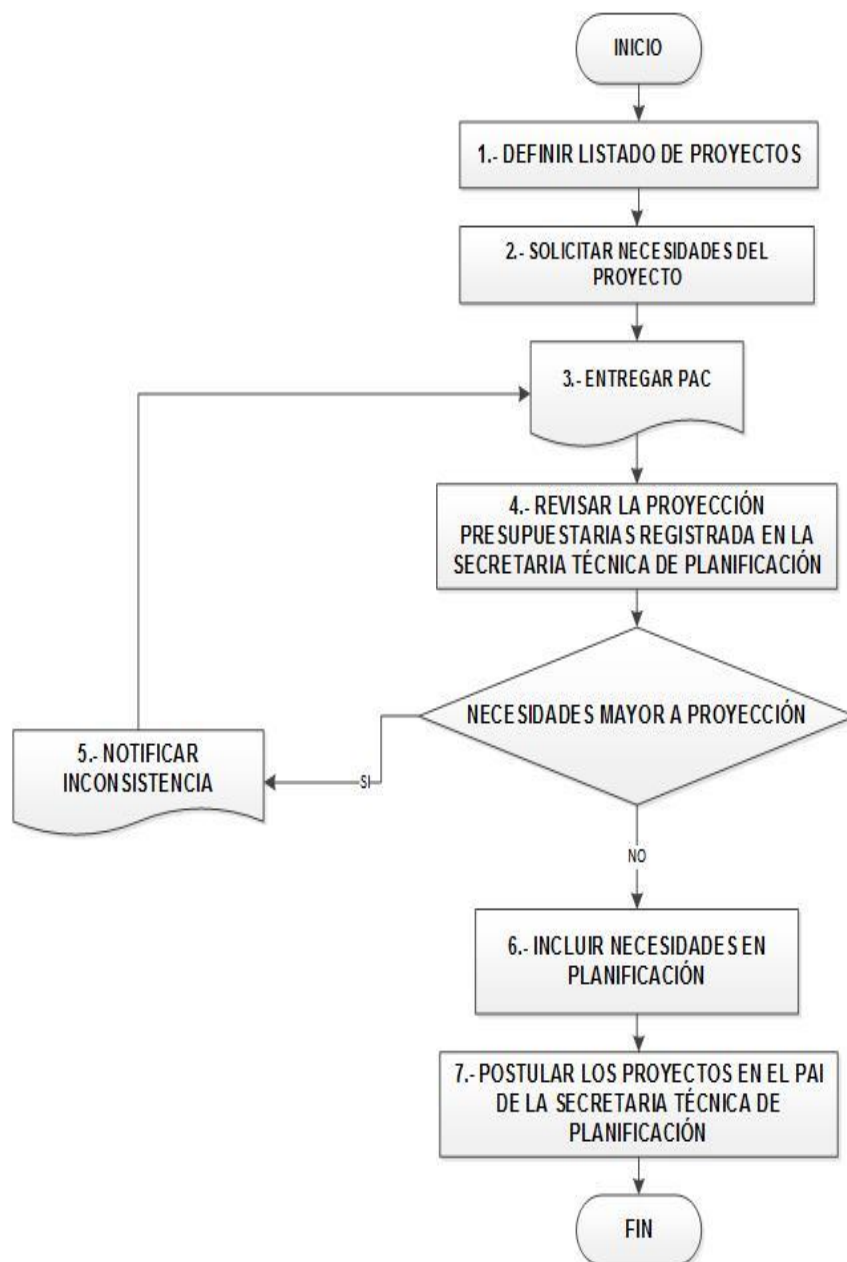 INICIO
1.- DEFINIR LISTADO DE PROYECTOS
2.- SOLICITAR NECESIDADES DEL
PROYECTO
3.- ENTREGAR PAC
4.- REVISAR LA PROYECCIÓN
PRESUPUESTARIAS REGISTRADA EN LA
SECRETARIA TÉCNICA DE PLANIFICACIÓN
NECESIDADES MAYOR A PROYECCIÓN
5.- NOTIFICAR
INCONSISTENCIA
SI
NO
6.- INCLUIR NECESIDADES EN
PLANIFICACIÓN
7.- POSTULAR LOS PROYECTOS EN EL PAI
DE LA SECRETARIA TÉCNICA DE
PLANIFICACIÓN
FIN